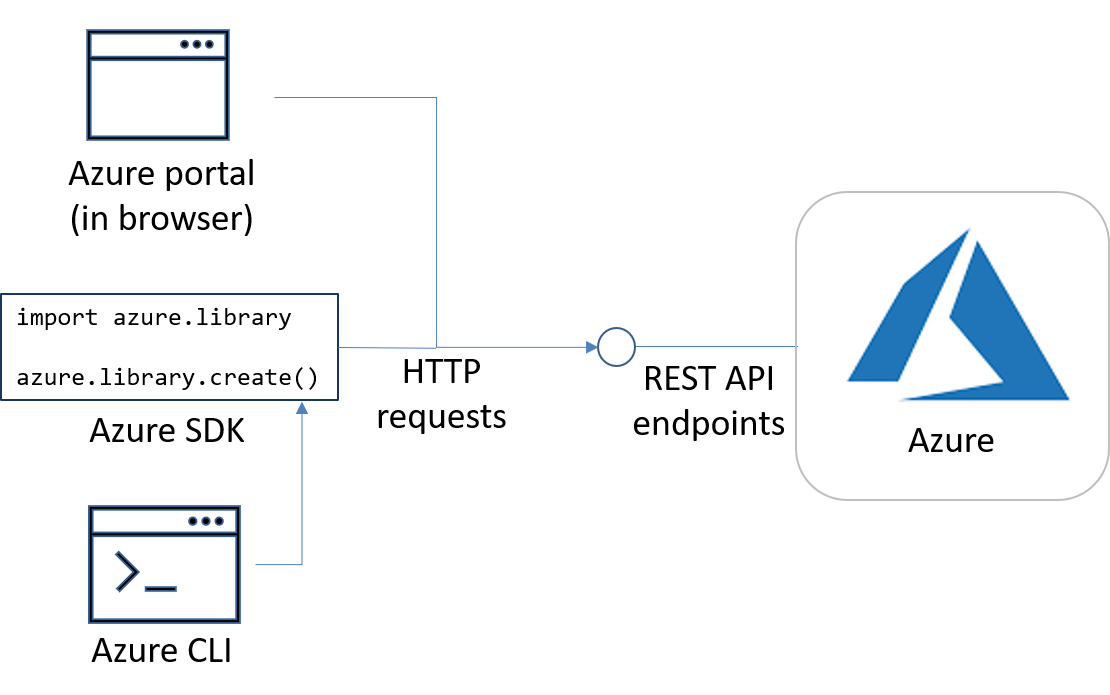 Azure portal
(in browser)
import azure.library
azure.library.create()
Azure SDK
HTTP
requests
REST API
endpoints
Azure
>_
Azure CLI